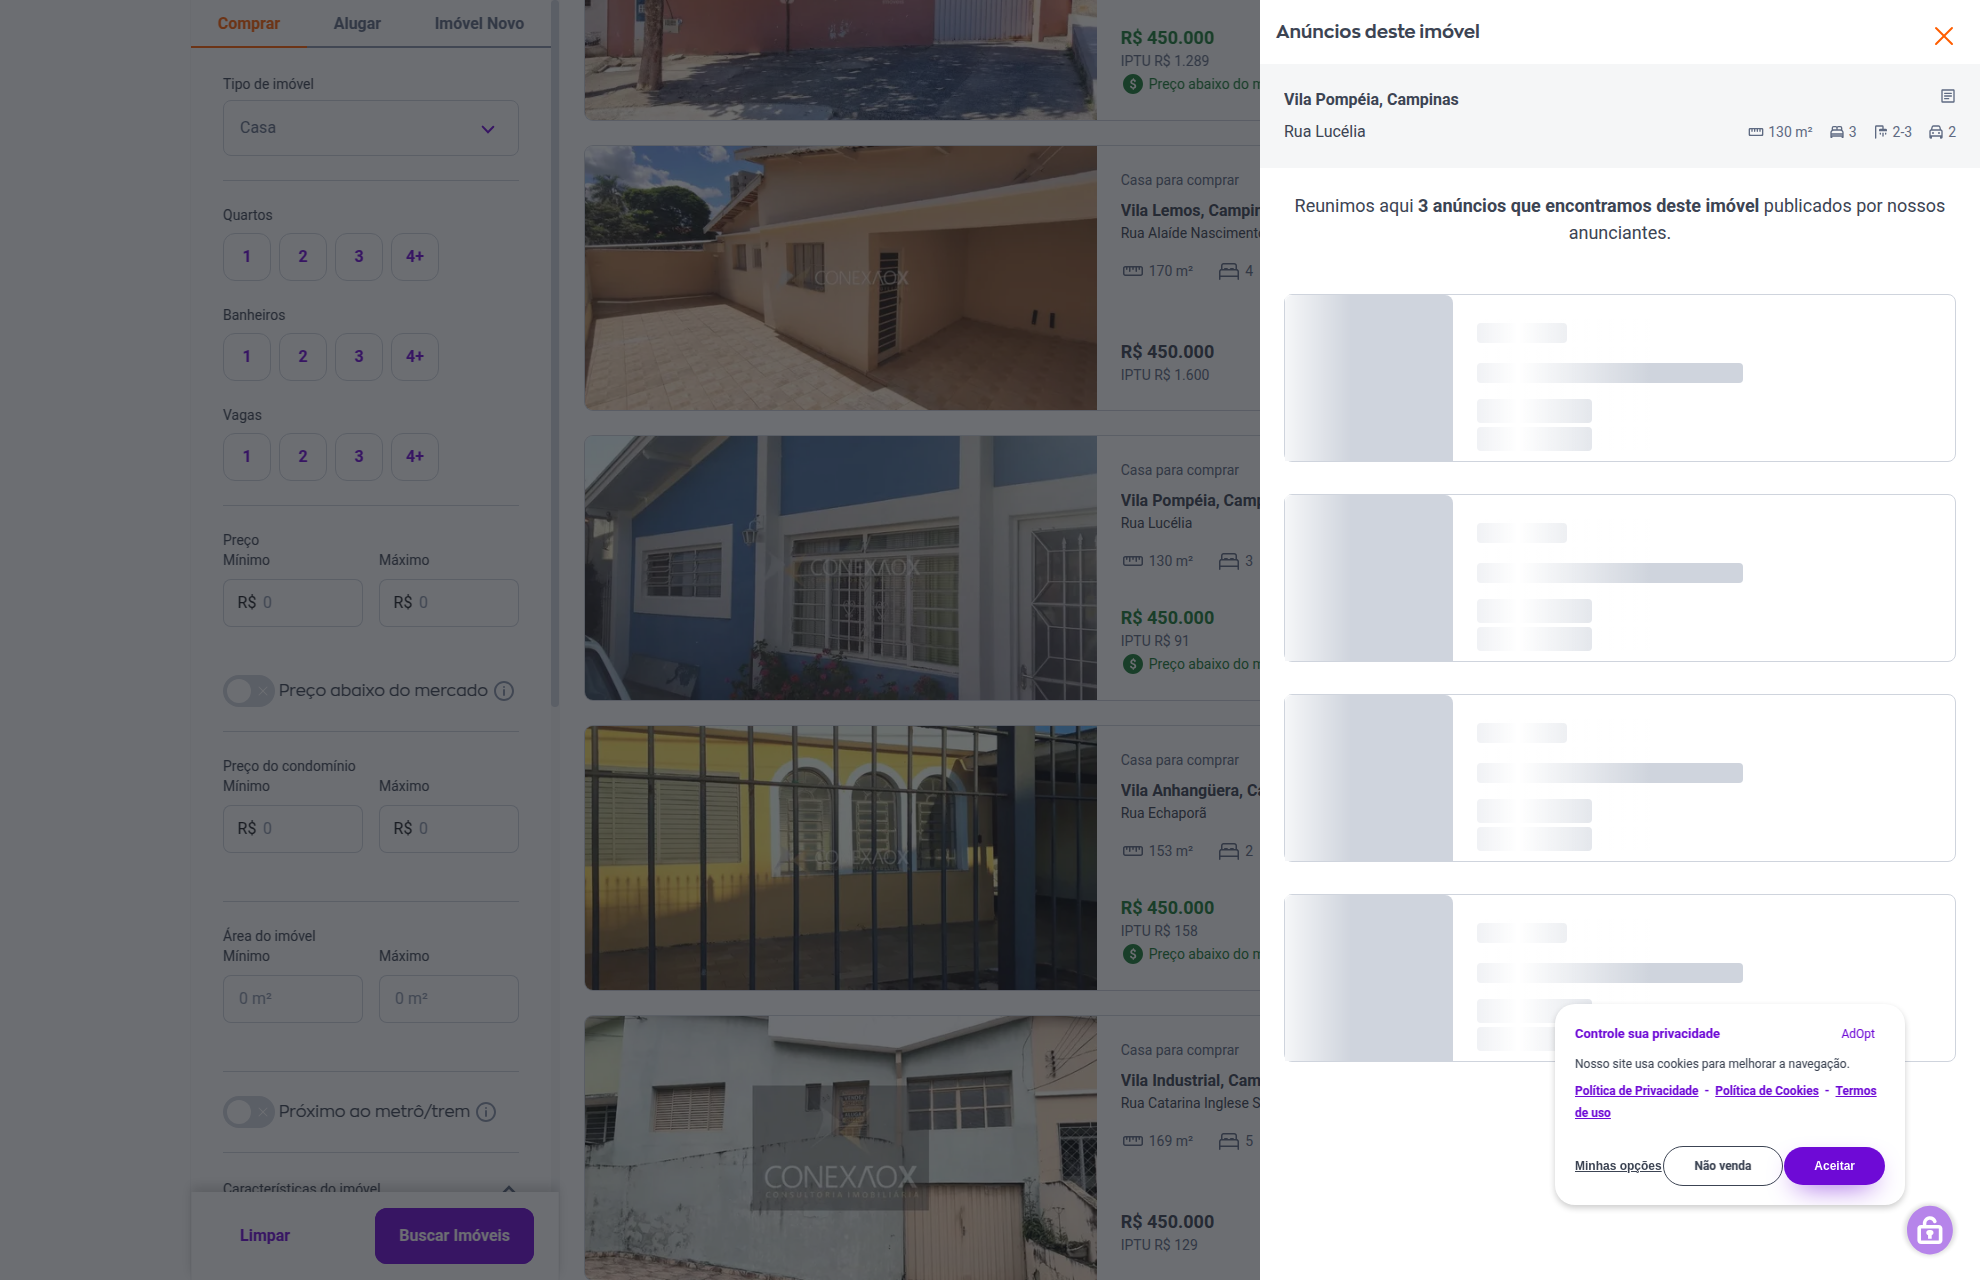 Comprar
Alugar
Imóvel Novo
Tipo de imóvel
Casa
Quartos
1 2 3 4+
Banheiros
1 2 3 4+
Vagas
1 2 3 4+
Preço
Mínimo Máximo
R$ 0 R$ 0
Preço abaixo do mercado
Preço do condomínio
Mínimo Máximo
R$ 0 R$ 0
Área do imóvel
Mínimo Máximo
0 m² 0 m²
Próximo ao metrô/trem
Características do imóvel
Limpar
Buscar Imóveis
R$ 450.000
IPTU R$ 1.289
$ Preço abaixo do
CONEXAOX
Casa para comprar
Vila Lemos,
Rua Alaíde
170 m² 4
R$ 450.000
IPTU R$ 1.600
CONEXAOX
Casa para comprar
Vila Pompéia,
Rua Lucélia
130 m² 3
R$ 450.000
IPTU R$ 91
$ Preço abaixo do
CONEXAOX
Casa para comprar
Vila Anhangüera,
Rua Echaporã
153 m² 2
R$ 450.000
IPTU R$ 158
$ Preço abaixo do
CONEXAOX
CONSULTORIA IMOBILIÁRIA
Casa para comprar
Vila Industrial,
Rua Catarina Inglese
169 m² 5
R$ 450.000
IPTU R$ 129
Anúncios deste imóvel
Vila Pompéia, Campinas
Rua Lucélia
130 m² 3 2-3 2
Reunimos aqui 3 anúncios que encontramos deste imóvel publicados por nossos
anunciantes.
Controle sua privacidade
AdOpt
Nosso site usa cookies para melhorar a navegação.
Política de Privacidade - Política de Cookies - Termos
de uso
Minhas opções
Não venda
Aceitar